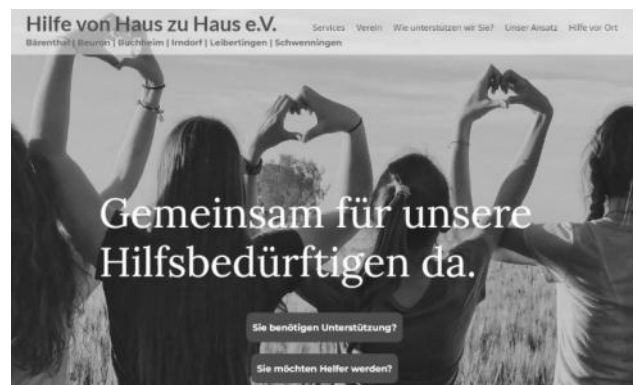 Hilfe von Haus zu Haus e.V.
Bärenthal | Beuron | Buchheim | Irndorf | Leibertingen | Schwenningen
Services Verein Wie unterstützen wir Sie? Unser Ansatz Hilfe vor Ort
Gemeinsam für unsere
Hilfsbedürftigen da.
Sie benötigen Unterstützung?
Sie möchten Helfer werden?